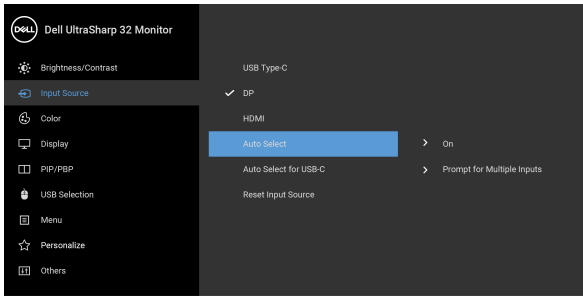 DELL Dell UltraSharp 32 Monitor
Brightness/Contrast
USB Type-C
Input Source
DP
Color
HDMI
Display
Auto Select
On
PIP/PBP
Auto Select for USB-C
Prompt for Multiple Inputs
USB Selection
Reset Input Source
Menu
Personalize
Others